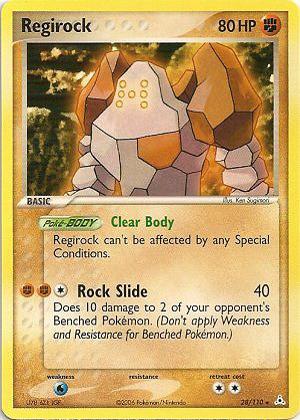 Regirock
80 HP
BASIC
illus. Ken Sugimori
Poké-BODY Clear Body
Regirock can't be affected by any Special
Conditions.
Rock Slide 40
Does 10 damage to 2 of your opponent's
Benched Pokémon. (Don't apply Weakness
and Resistance for Benched Pokémon.)
weakness resistance retreat cost
©2006 Pokémon/Nintendo
28/110